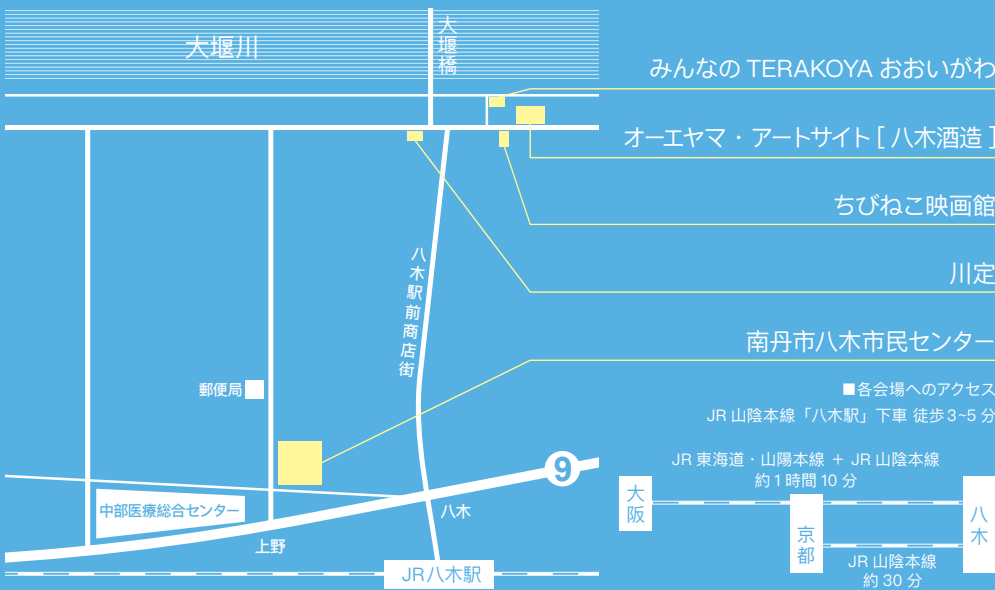 大堰川
大堰橋
みんなの TERAKOYA おおいがわ
オーエヤマ・アートサイト [ 八木酒造 ]
ちびねこ映画館
川定
南丹市八木市民センター
八木駅前商店街
郵便局
中部医療総合センター
上野
八木
9
JR八木駅
■各会場へのアクセス
JR 山陰本線「八木駅」下車 徒歩3~5 分
JR 東海道・山陽本線 + JR 山陰本線
約1時間10 分
大阪
京都
八木
JR 山陰本線
約 30 分